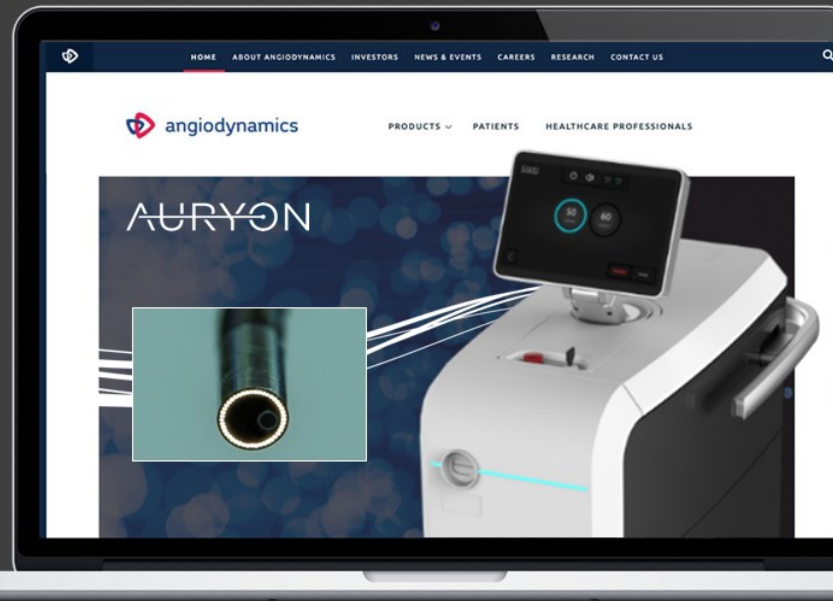 HOME ABOUT ANGIODYNAMICS INVESTORS NEWS & EVENTS CAREERS RESEARCH CONTACT US
angiodynamics
PRODUCTS PATIENTS HEALTHCARE PROFESSIONALS
AURYON
50 60